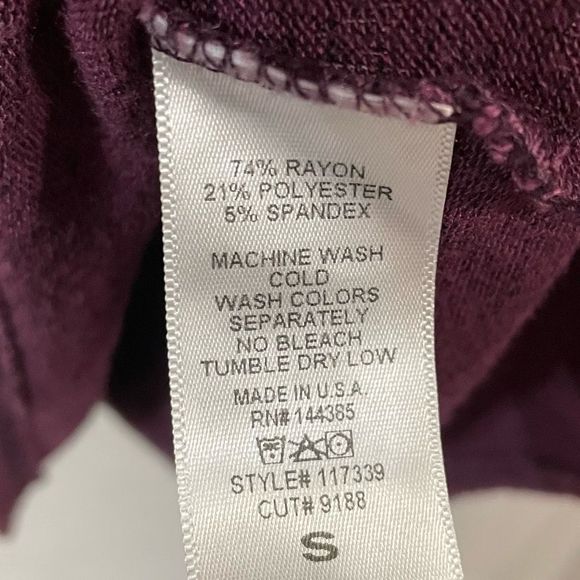 74% RAYON
21% POLYESTER
5% SPANDEX
MACHINE WASH
COLD
WASH COLORS
SEPARATELY
NO BLEACH
TUMBLE DRY LOW
MADE IN U.S.A.
RN# 144385
STYLE# 117339
CUT# 9188
S